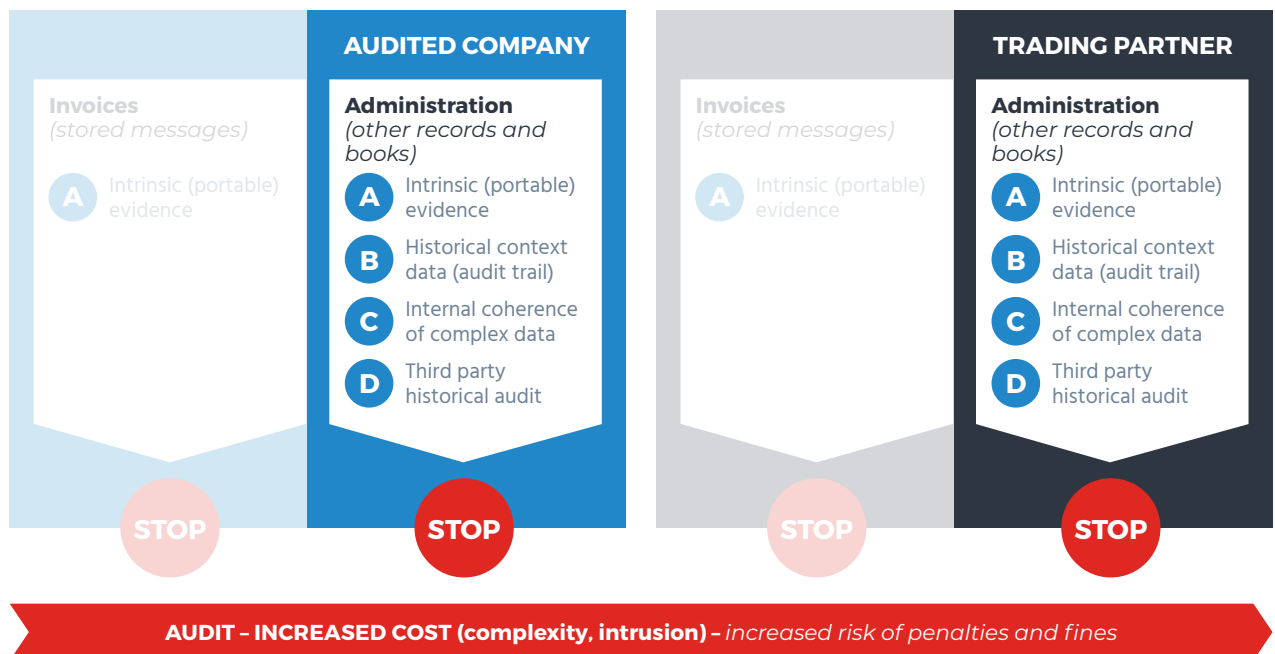 AUDITED COMPANY
Invoices
(stored messages)
A
Intrinsic (portable)
evidence
STOP
Administration
(other records and
books)
A
Intrinsic (portable)
evidence
B
Historical context
data (audit trail)
C
Internal coherence
of complex data
D
Third party
historical audit
STOP
TRADING PARTNER
Invoices
(stored messages)
A
Intrinsic (portable)
evidence
STOP
Administration
(other records and
books)
A
Intrinsic (portable)
evidence
B
Historical context
data (audit trail)
C
Internal coherence
of complex data
D
Third party
historical audit
STOP
AUDIT – INCREASED COST (complexity, intrusion) – increased risk of penalties and fines